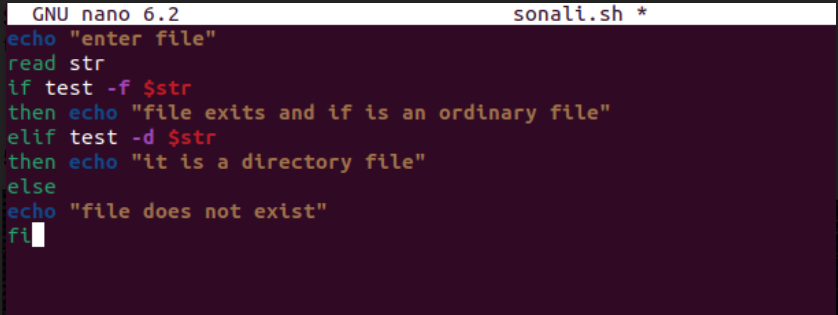 GNU nano 6.2 sonali.sh *
echo "enter file"
read str
if test -f $str
then echo "file exits and if is an ordinary file"
elif test -d $str
then echo "it is a directory file"
else
echo "file does not exist"
fi